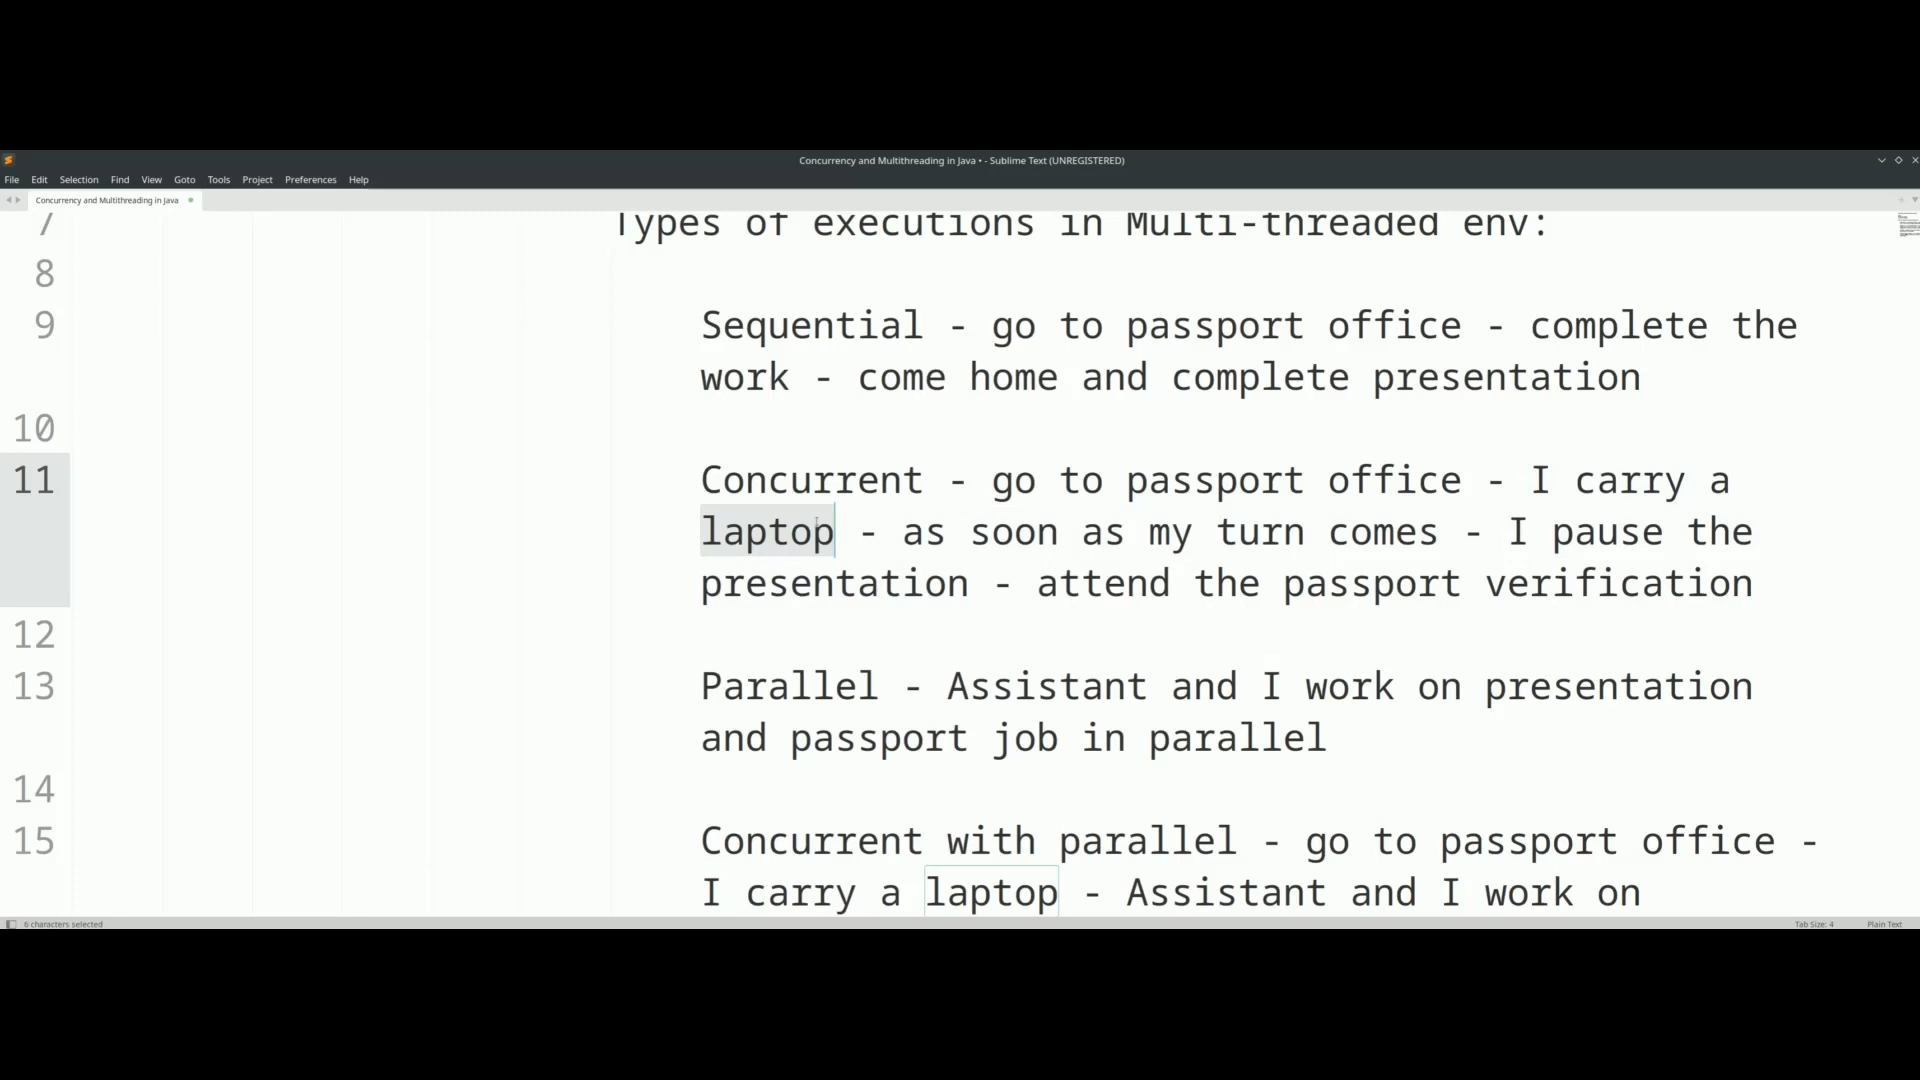 Concurrency and Multithreading in Java • - Sublime Text (UNREGISTERED)
File Edit Selection Find View Goto Tools Project Preferences Help
Concurrency and Multithreading in Java
7 Types of executions in Multi-threaded env:
8
9 Sequential - go to passport office - complete the
work - come home and complete presentation
10
11 Concurrent - go to passport office - I carry a
laptop - as soon as my turn comes - I pause the
presentation - attend the passport verification
12
13 Parallel - Assistant and I work on presentation
and passport job in parallel
14
15 Concurrent with parallel - go to passport office -
I carry a laptop - Assistant and I work on
6 characters selected Tab Size: 4 Plain Text